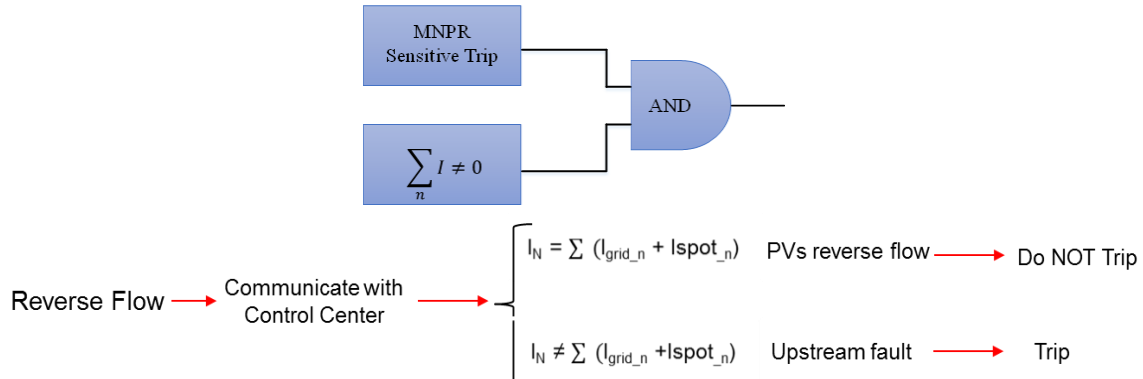 MNPR
Sensitive Trip
AND
∑ I ≠ 0
n
I_N = ∑ (I_grid_n + Ispot_n) PVs reverse flow Do NOT Trip
Reverse Flow Communicate with
Control Center
I_N ≠ ∑ (I_grid_n +Ispot_n) Upstream fault Trip